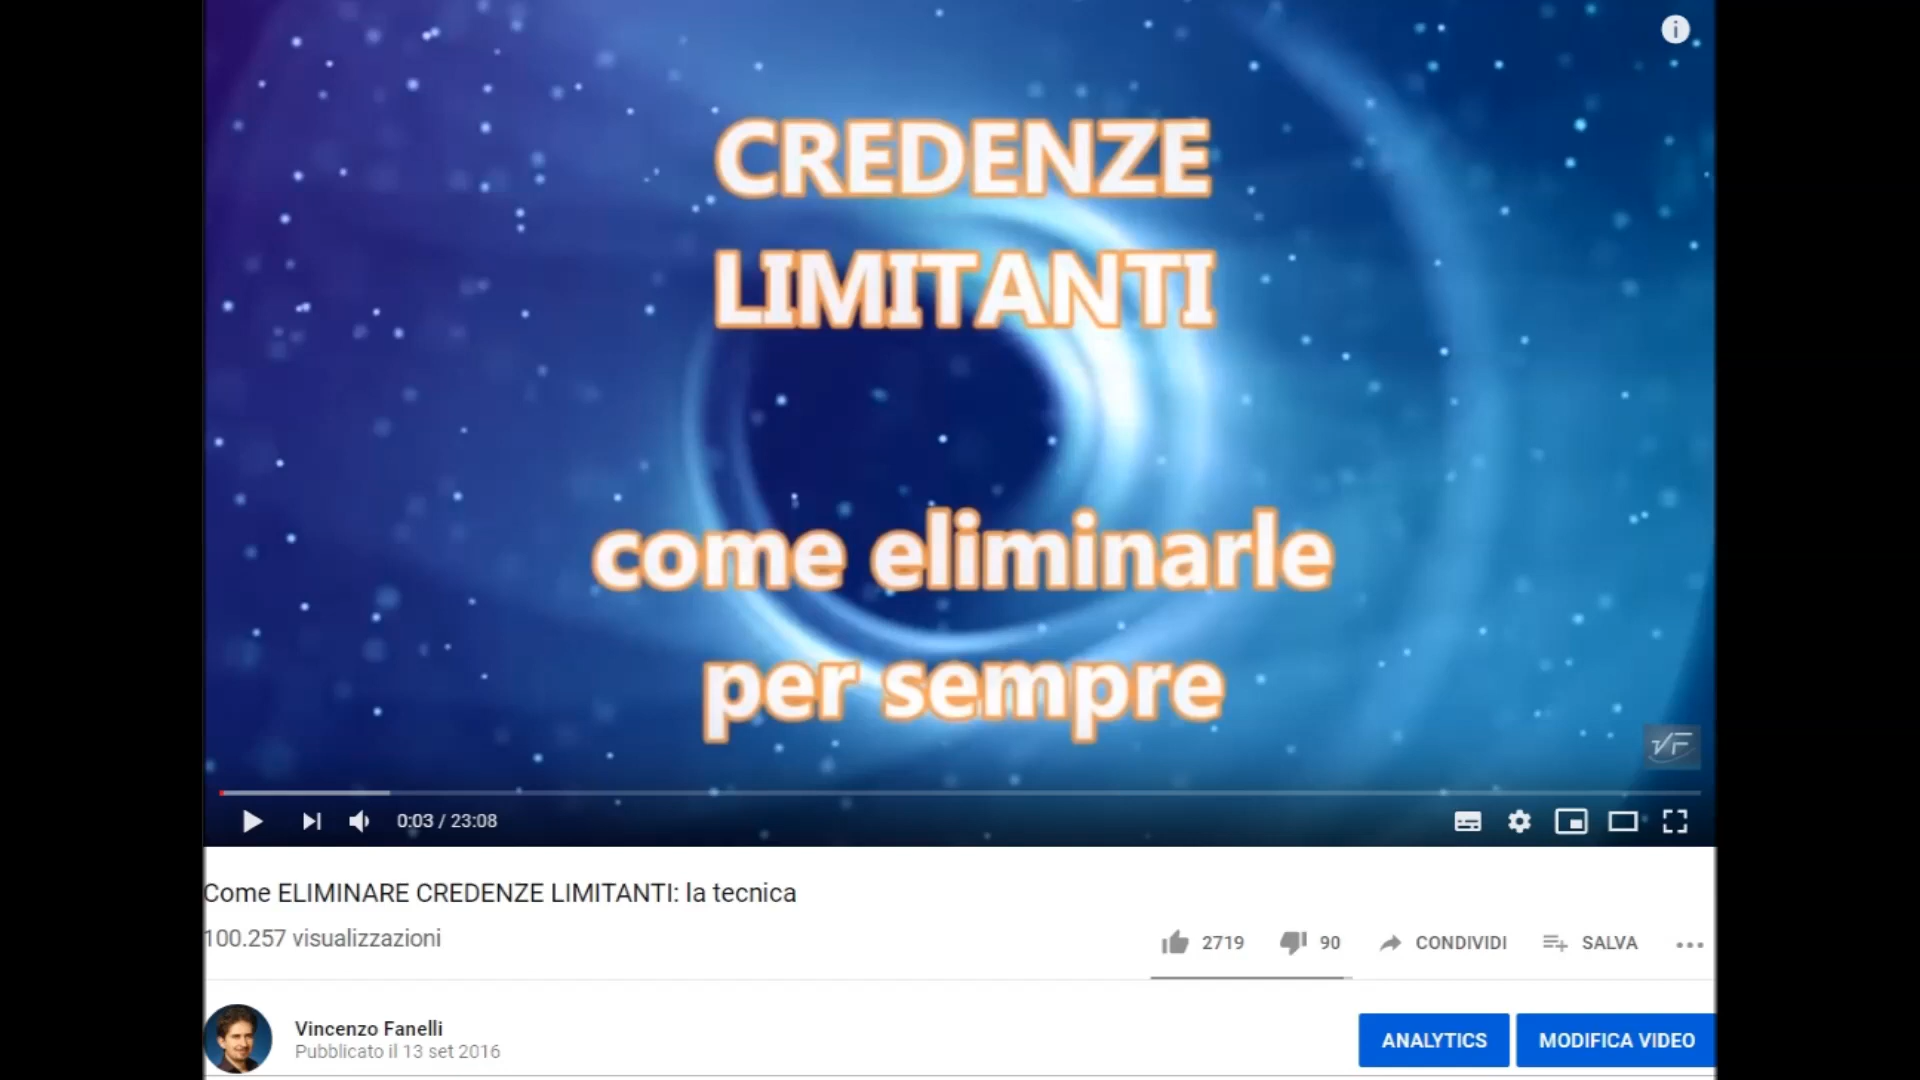 CREDENZE
LIMITANTI
come eliminarle
per sempre
VF
0:03 / 23:08
Come ELIMINARE CREDENZE LIMITANTI: la tecnica
100.257 visualizzazioni
2719 90 CONDIVIDI SALVA
Vincenzo Fanelli
Pubblicato il 13 set 2016
ANALYTICS MODIFICA VIDEO